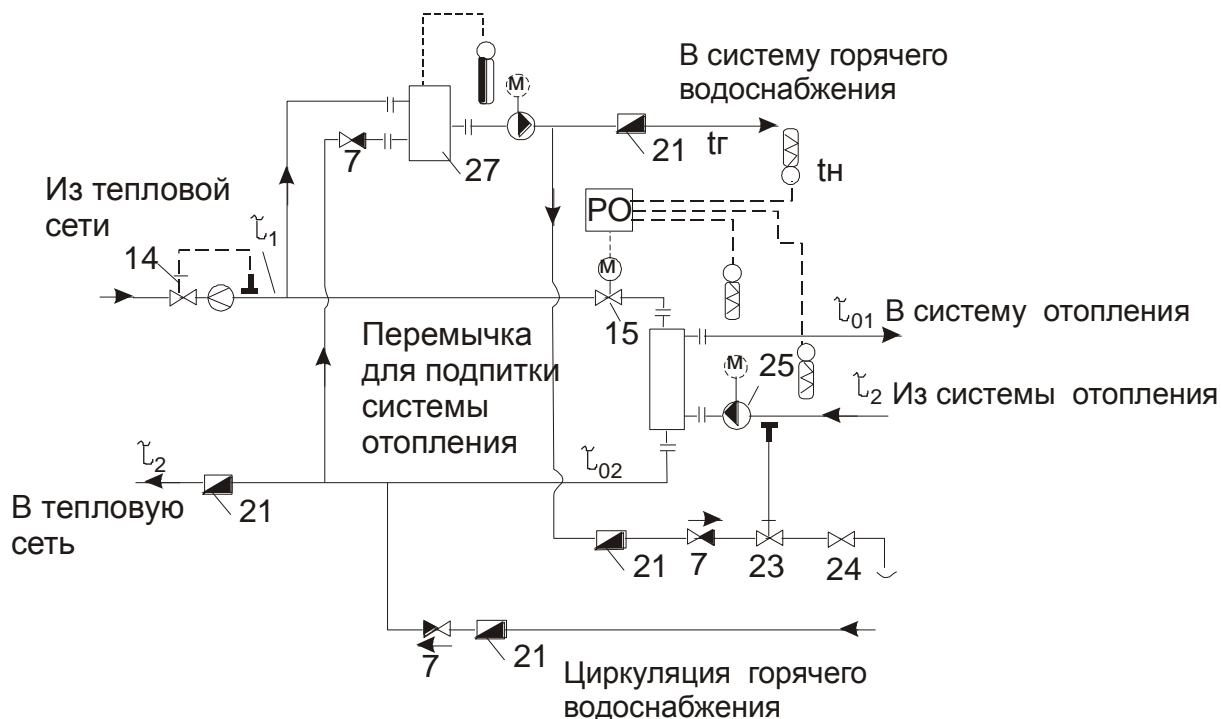 М
В систему горячего
водоснабжения
21
tг
7
27
tн
Из тепловой
сети
τ1
14
РО
М
15
τ01 В систему отопления
Перемычка
для подпитки
системы
отопления
М
25
τ2 Из системы отопления
τ2
τ02
21
В тепловую
сеть
21
7
23
24
7
21
Циркуляция горячего
водоснабжения